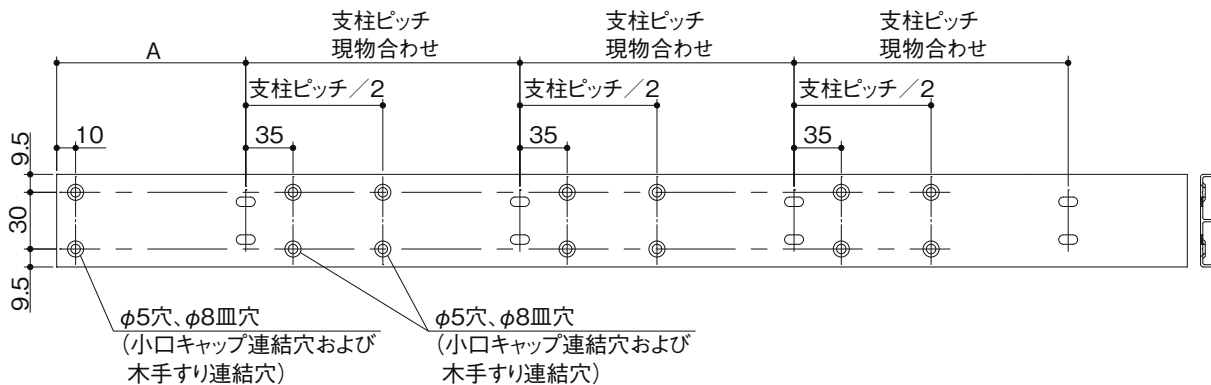 支柱ピッチ
現物合わせ
支柱ピッチ
現物合わせ
支柱ピッチ
現物合わせ
A
支柱ピッチ／2
支柱ピッチ／2
支柱ピッチ／2
10
35
35
35
9.5
30
9.5
φ5穴、φ8皿穴
（小口キャップ連結穴および
木手すり連結穴）
φ5穴、φ8皿穴
（小口キャップ連結穴および
木手すり連結穴）